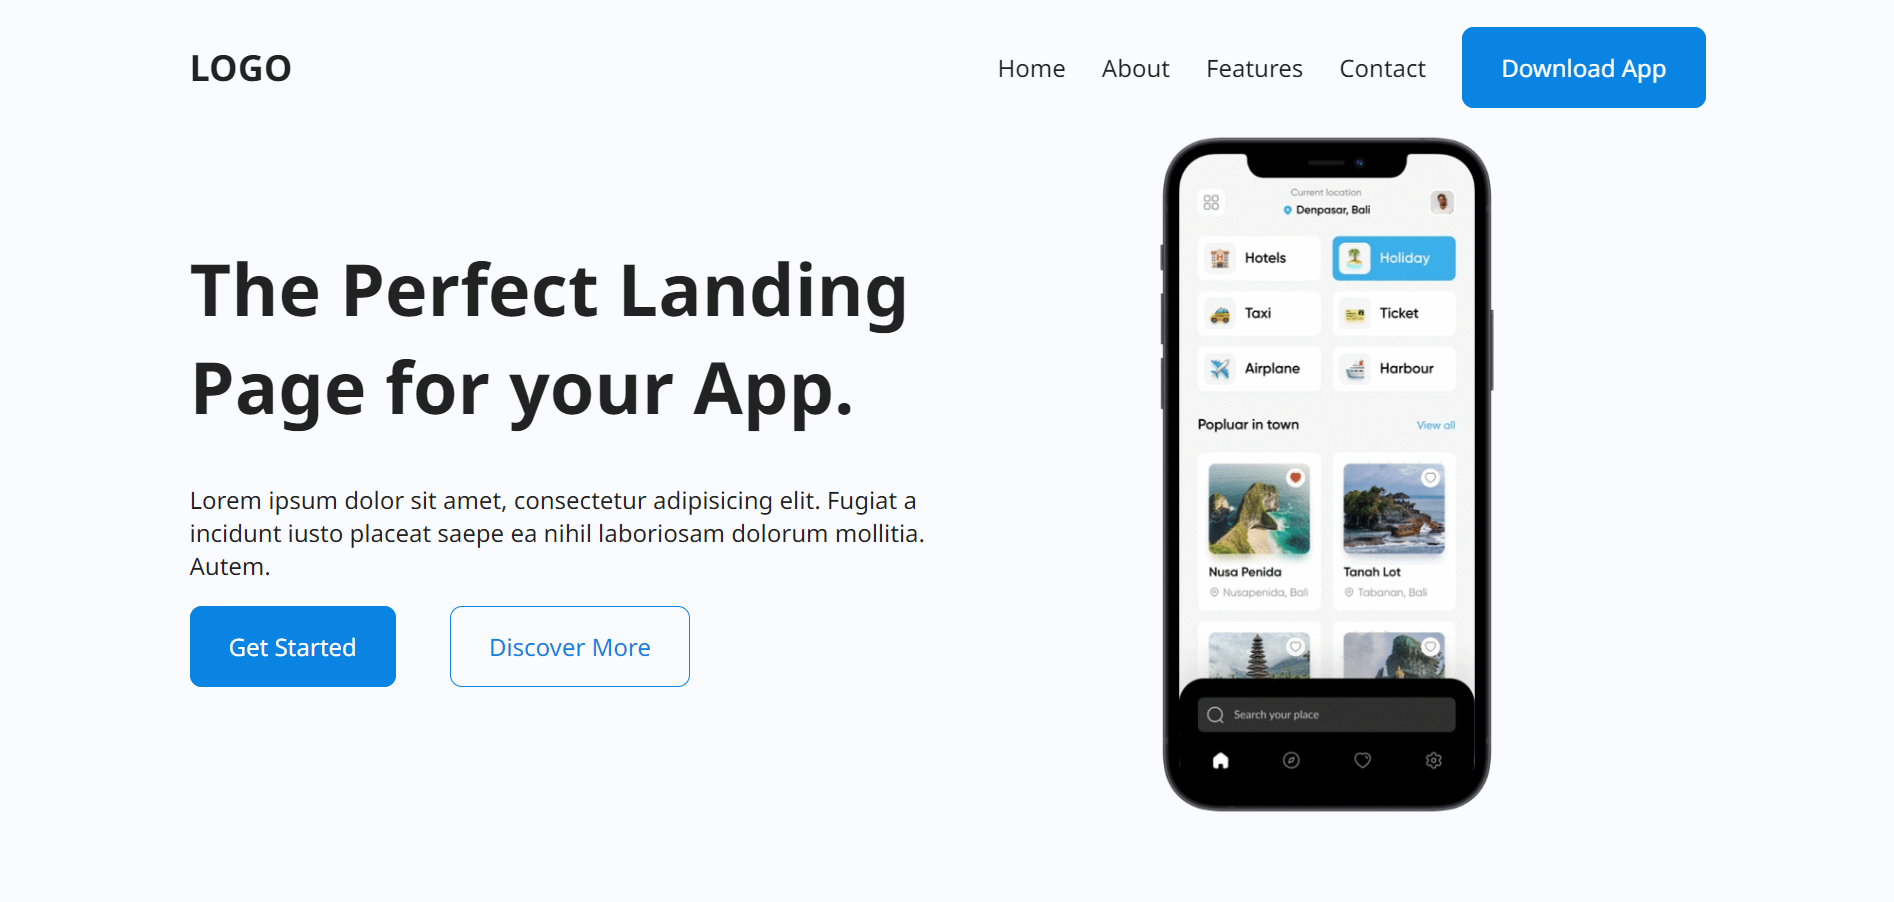 LOGO
Home About Features Contact Download App
The Perfect Landing
Page for your App.
Lorem ipsum dolor sit amet, consectetur adipisicing elit. Fugiat a
incidunt iusto placeat saepe ea nihil laboriosam dolorum mollitia.
Autem.
Get Started Discover More
Current location
Denpasar, Bali
Hotels Holiday
Taxi Ticket
Airplane Harbour
Popluar in town View all
Nusa Penida Tanah Lot
Nusapenida, Bali Tabanan, Bali
Search your place